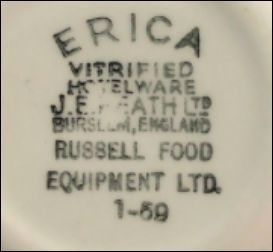 ERICA
VITRIFIED
HOTELWARE
J.E. HEATH LTD
BURSLEM, ENGLAND
RUSSELL FOOD
EQUIPMENT LTD.
1-69